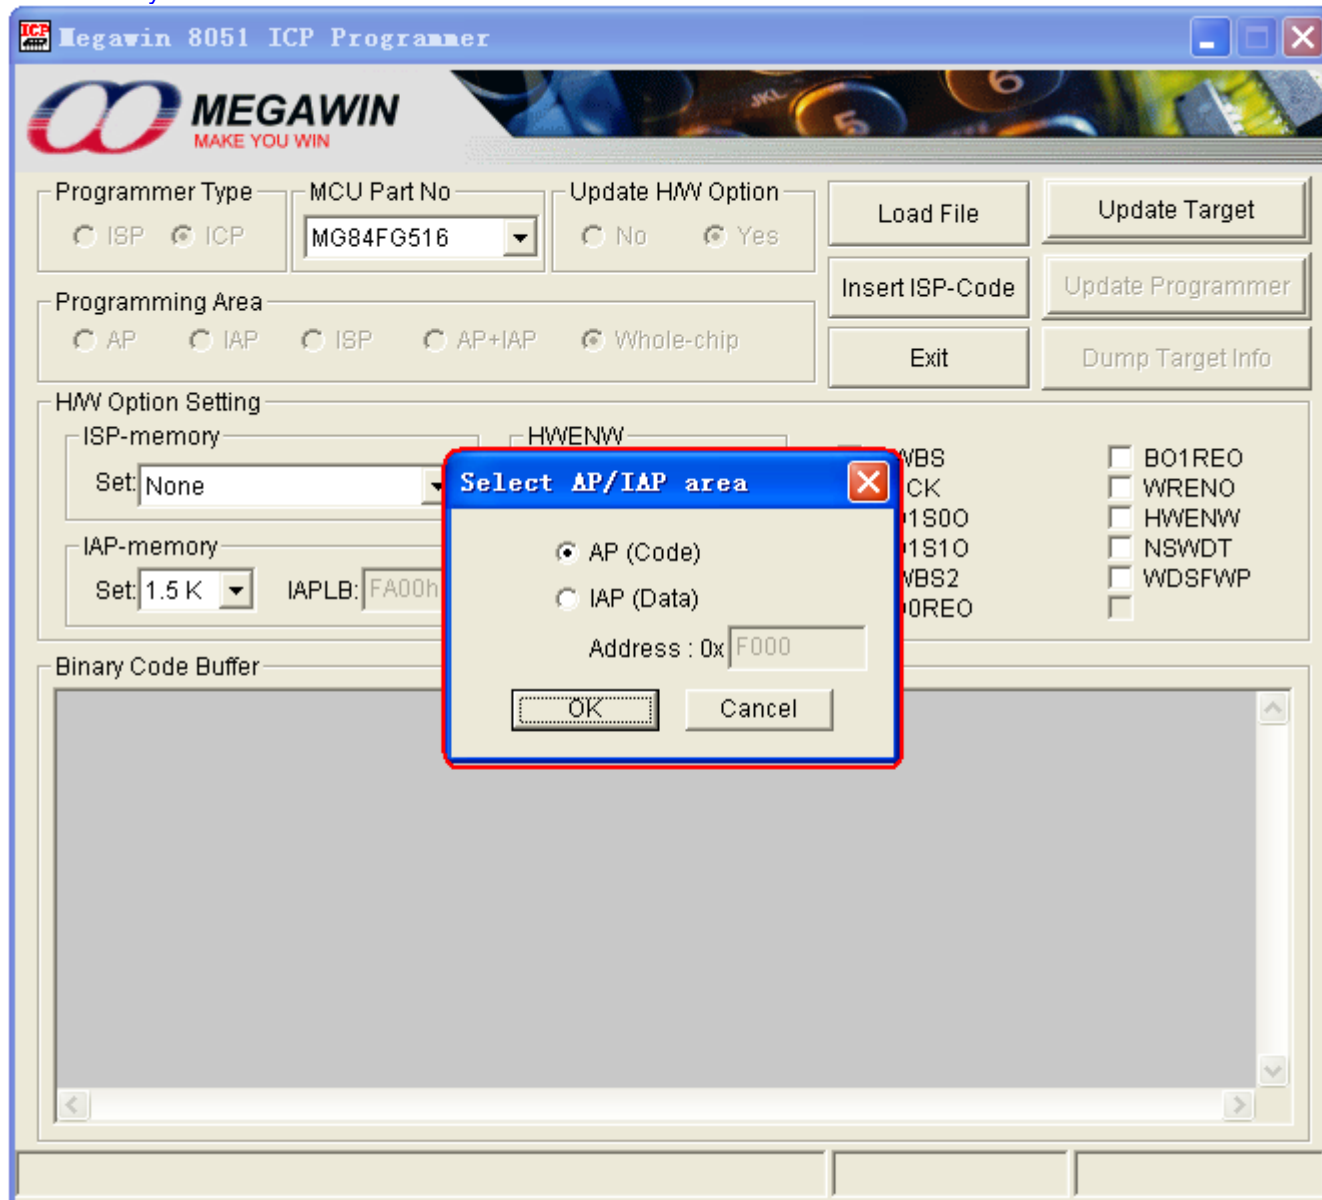 Megawin 8051 ICP Programmer
MEGAWIN
MAKE YOU WIN
JKL
5
6
Programmer Type
ISP ICP
MCU Part No
MG84FG516
Update H/W Option
No Yes
Load File
Update Target
Insert ISP-Code
Update Programmer
Exit
Dump Target Info
Programming Area
AP IAP ISP AP+IAP Whole-chip
H/W Option Setting
ISP-memory
Set: None
HWENW
IAP-memory
Set: 1.5 K IAPLB: FA00h
BO1REO
WRENO
HWENW
NSWDT
WDSFWP
Select AP/IAP area
AP (Code)
IAP (Data)
Address : 0x F000
OK Cancel
Binary Code Buffer